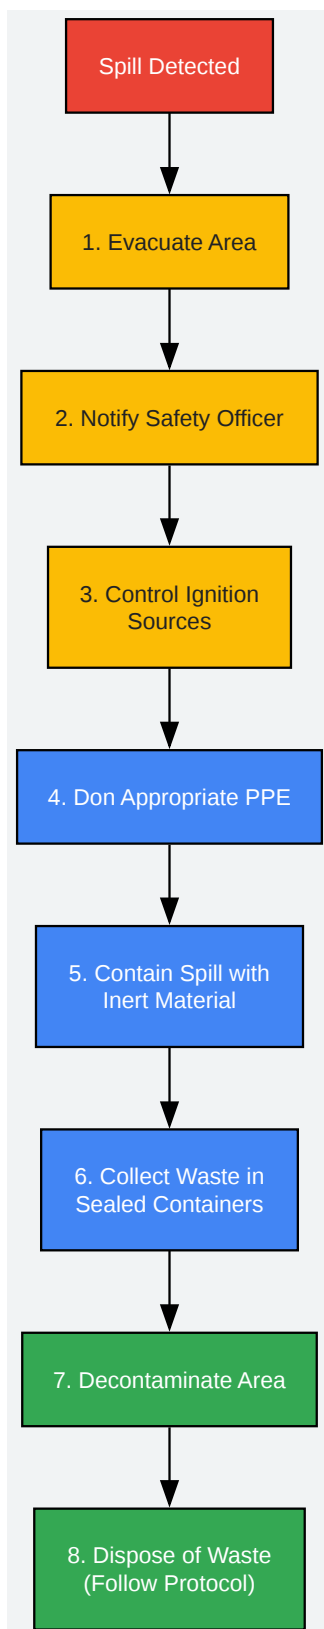 Spill Detected
1. Evacuate Area
2. Notify Safety Officer
3. Control Ignition
Sources
4. Don Appropriate PPE
5. Contain Spill with
Inert Material
6. Collect Waste in
Sealed Containers
7. Decontaminate Area
8. Dispose of Waste
(Follow Protocol)